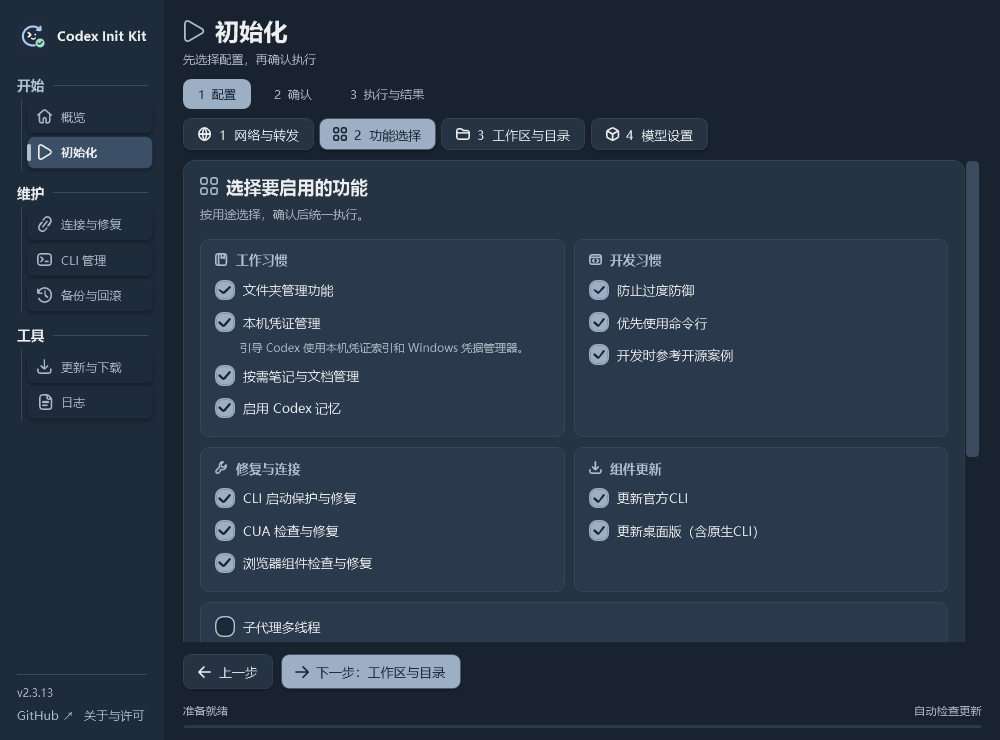 Codex Init Kit
开始
概览
初始化
维护
连接与修复
CLI 管理
备份与回滚
工具
更新与下载
日志
v2.3.13
GitHub ↗ 关于与许可
初始化
先选择配置，再确认执行
1 配置 2 确认 3 执行与结果
1 网络与转发 2 功能选择 3 工作区与目录 4 模型设置
选择要启用的功能
按用途选择，确认后统一执行。
工作习惯
文件夹管理功能
本机凭证管理
引导 Codex 使用本机凭证索引和 Windows 凭据管理器。
按需笔记与文档管理
启用 Codex 记忆
开发习惯
防止过度防御
优先使用命令行
开发时参考开源案例
修复与连接
CLI 启动保护与修复
CUA 检查与修复
浏览器组件检查与修复
组件更新
更新官方CLI
更新桌面版（含原生CLI）
子代理多线程
← 上一步 → 下一步：工作区与目录
准备就绪 自动检查更新